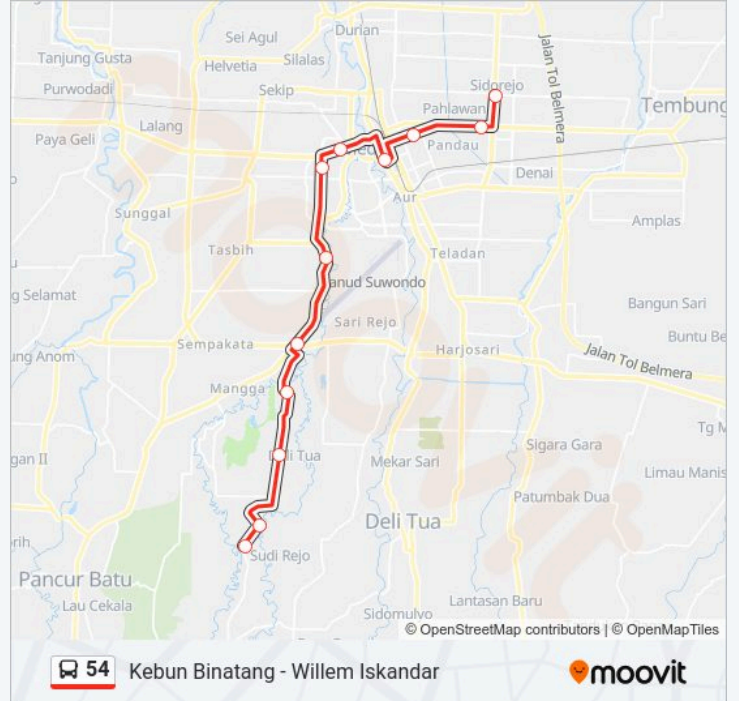 Durian
Sei Agul
Tanjung Gusta
Silalas
Helvetia
Purwodadi
Sekip
Sidorejo
Jalan Tol Belmera
Pahlawan
Tembung
Lalang
Paya Geli
Pandau
Denai
Aur
Sunggal
Amplas
Tasbih
Teladan
anud Suwondo
g Selamat
Bangun Sari
Sari Rejo
Buntu Be
Sempakata
Harjosari
ung Anom
Jalan Tol Belmera
Mangga
Tg M
Sigara Gara
gan II
Deli Tua
Mekar Sari
Limau Manis
Patumbak Dua
Deli Tua
rih
Sudi Rejo
Pancur Batu
Lau Cekala
Lantasan Baru
Sidomulyo
© OpenStreetMap contributors | © OpenMapTiles
54 Kebun Binatang - Willem Iskandar
moovit